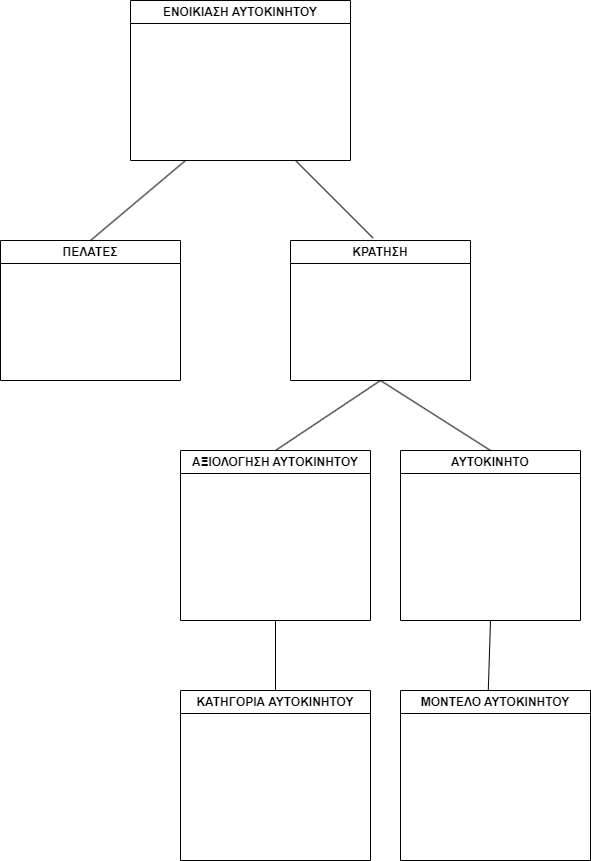 ΕΝΟΙΚΙΑΣΗ ΑΥΤΟΚΙΝΗΤΟΥ
ΠΕΛΑΤΕΣ
ΚΡΑΤΗΣΗ
ΑΞΙΟΛΟΓΗΣΗ ΑΥΤΟΚΙΝΗΤΟΥ
ΑΥΤΟΚΙΝΗΤΟ
ΚΑΤΗΓΟΡΙΑ ΑΥΤΟΚΙΝΗΤΟΥ
ΜΟΝΤΕΛΟ ΑΥΤΟΚΙΝΗΤΟΥ